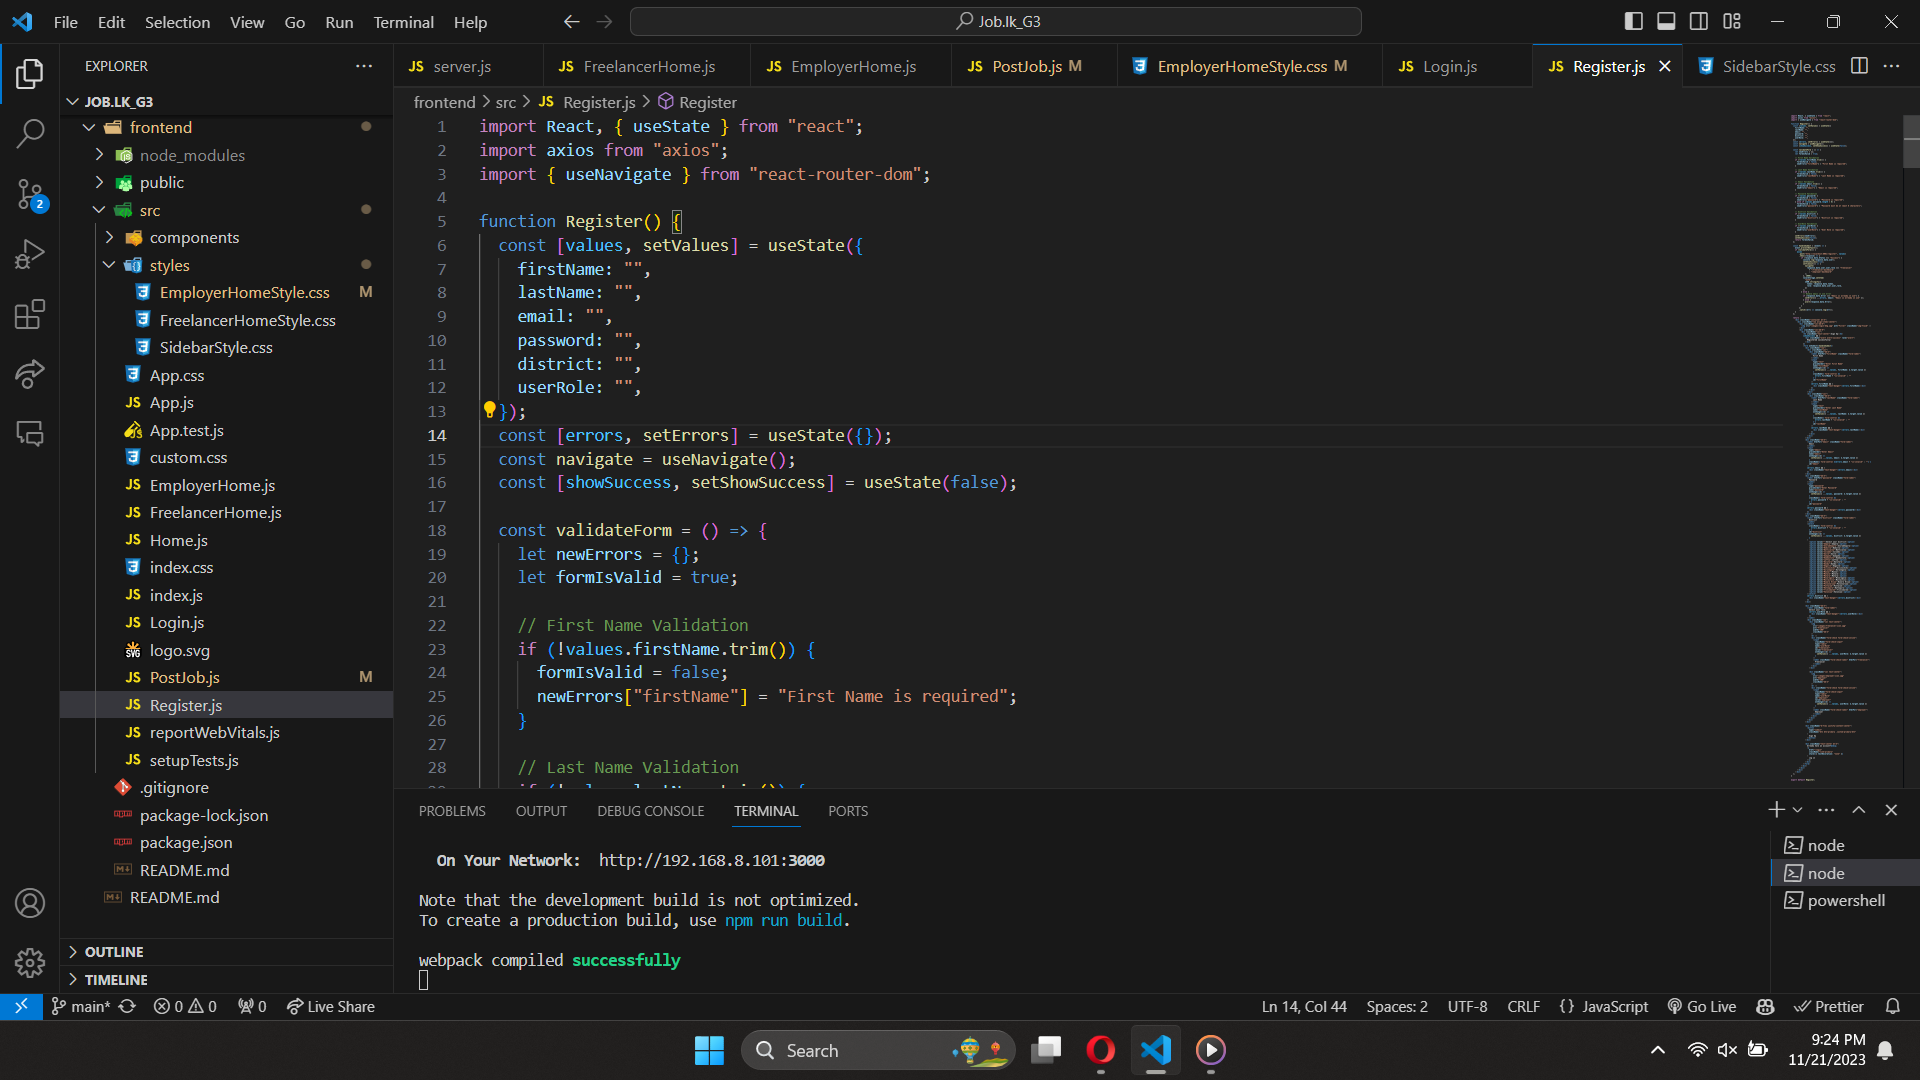 File Edit Selection View Go Run Terminal Help
Job.lk_G3
EXPLORER
JOB.LK_G3
frontend
node_modules
public
src
components
styles
EmployerHomeStyle.css M
FreelancerHomeStyle.css
SidebarStyle.css
App.css
JS App.js
App.test.js
custom.css
JS EmployerHome.js
JS FreelancerHome.js
JS Home.js
index.css
JS index.js
JS Login.js
SVG logo.svg
JS PostJob.js M
JS Register.js
JS reportWebVitals.js
JS setupTests.js
.gitignore
package-lock.json
package.json
README.md
README.md
OUTLINE
TIMELINE
2
JS server.js JS FreelancerHome.js JS EmployerHome.js JS PostJob.js M EmployerHomeStyle.css M JS Login.js JS Register.js SidebarStyle.css
frontend > src > JS Register.js > Register
1 import React, { useState } from "react";
2 import axios from "axios";
3 import { useNavigate } from "react-router-dom";
4
5 function Register() {
6 const [values, setValues] = useState({
7 firstName: "",
8 lastName: "",
9 email: "",
10 password: "",
11 district: "",
12 userRole: "",
13 });
14 const [errors, setErrors] = useState({});
15 const navigate = useNavigate();
16 const [showSuccess, setShowSuccess] = useState(false);
17
18 const validateForm = () => {
19 let newErrors = {};
20 let formIsValid = true;
21
22 // First Name Validation
23 if (!values.firstName.trim()) {
24 formIsValid = false;
25 newErrors["firstName"] = "First Name is required";
26 }
27
28 // Last Name Validation
PROBLEMS OUTPUT DEBUG CONSOLE TERMINAL PORTS
On Your Network: http://192.168.8.101:3000
Note that the development build is not optimized.
To create a production build, use npm run build.
webpack compiled successfully
node
node
powershell
main* 0 0 0 Live Share
Ln 14, Col 44 Spaces: 2 UTF-8 CRLF {} JavaScript Go Live Prettier
Search
9:24 PM
11/21/2023